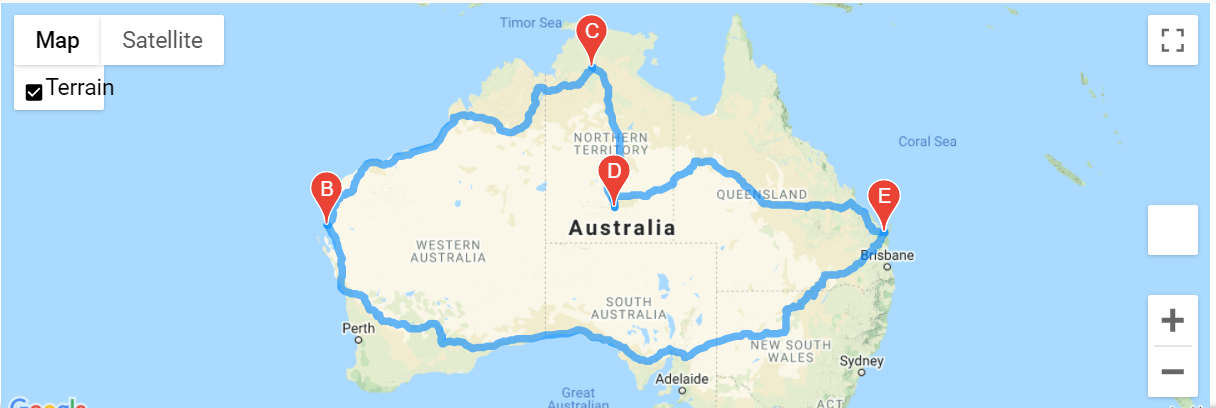 Timor Sea
Map
Satellite
C
Terrain
NORTHERN
TERRITORY
Coral Sea
B
D
E
QUEENSLAND
Australia
WESTERN
AUSTRALIA
Brisbane
SOUTH
AUSTRALIA
Perth
NEW SOUTH
WALES
Sydney
Adelaide
Great
Australian
ACT
Google